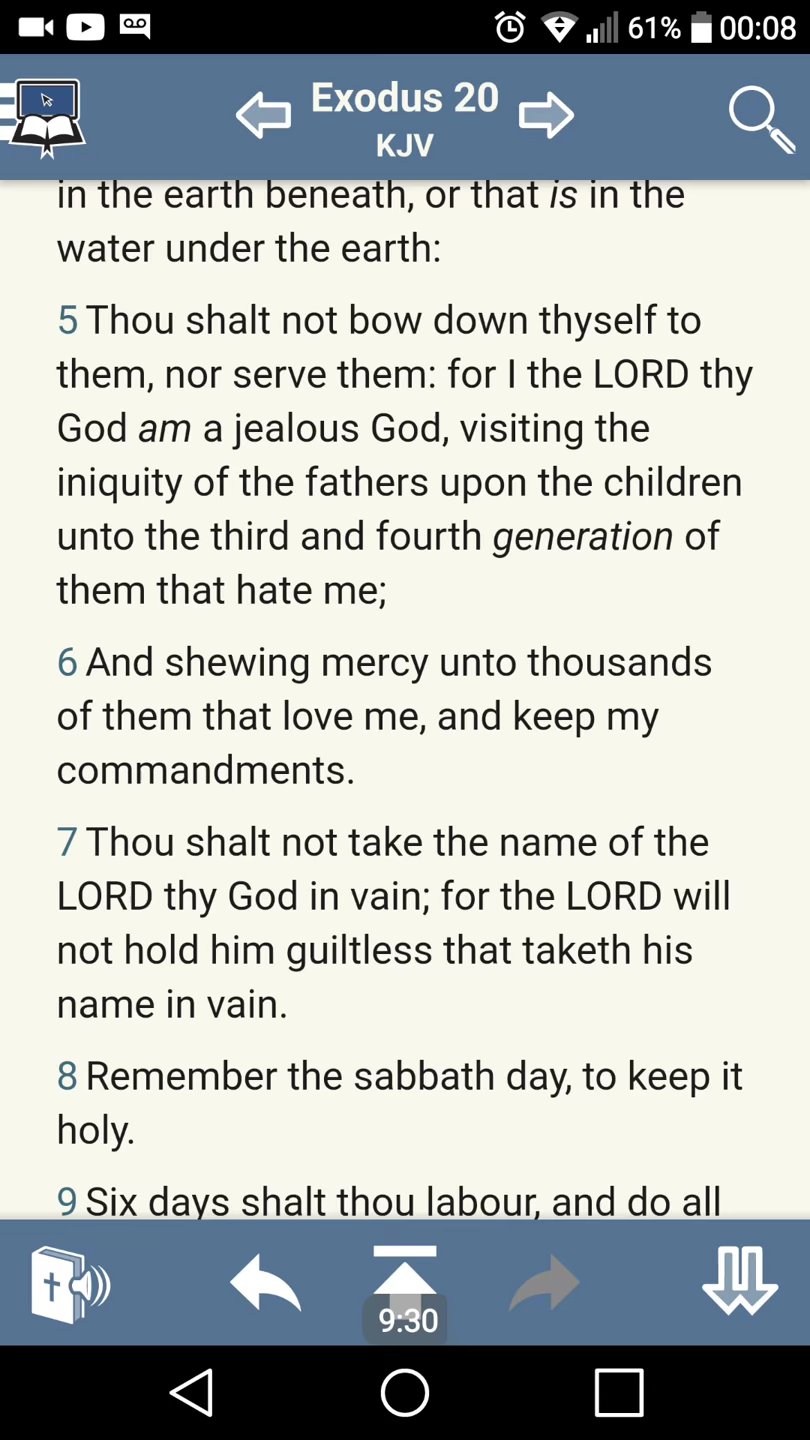 61% 00:08
Exodus 20
KJV
in the earth beneath, or that is in the
water under the earth:
5 Thou shalt not bow down thyself to
them, nor serve them: for I the LORD thy
God am a jealous God, visiting the
iniquity of the fathers upon the children
unto the third and fourth generation of
them that hate me;
6 And shewing mercy unto thousands
of them that love me, and keep my
commandments.
7 Thou shalt not take the name of the
LORD thy God in vain; for the LORD will
not hold him guiltless that taketh his
name in vain.
8 Remember the sabbath day, to keep it
holy.
9 Six days shalt thou labour, and do all
9:30